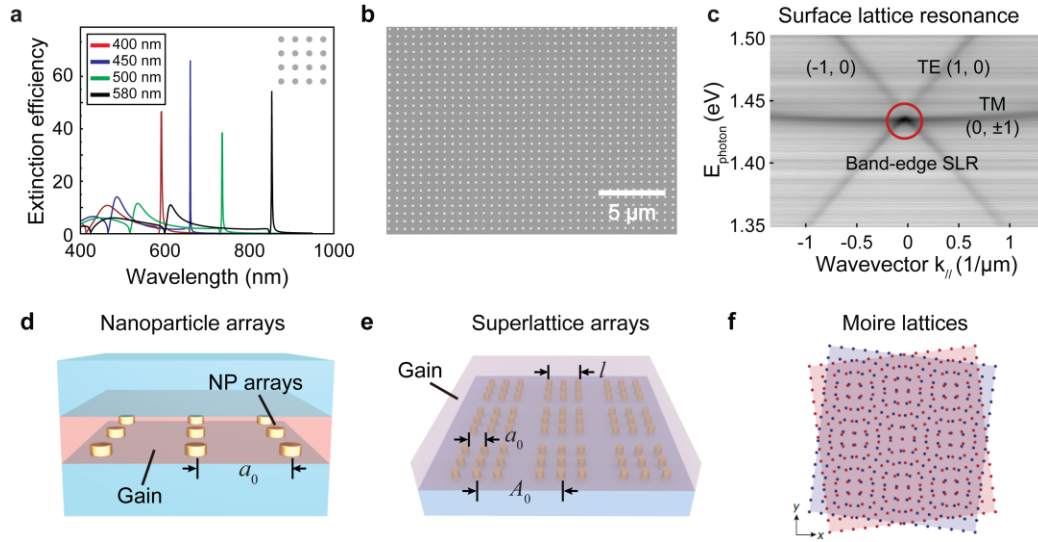 a
Extinction efficiency
60
40
20
0
400 nm
450 nm
500 nm
580 nm
400
600
800
1000
Wavelength (nm)
b
5 μm
c
Surface lattice resonance
E_photon (eV)
1.50
1.45
1.40
1.35
(-1, 0)
TE (1, 0)
TM
(0, ±1)
Band-edge SLR
-1
-0.5
0
0.5
1
Wavevector k_// (1/μm)
d
Nanoparticle arrays
NP arrays
Gain
a₀
e
Superlattice arrays
Gain
l
a₀
A₀
f
Moire lattices
y
x